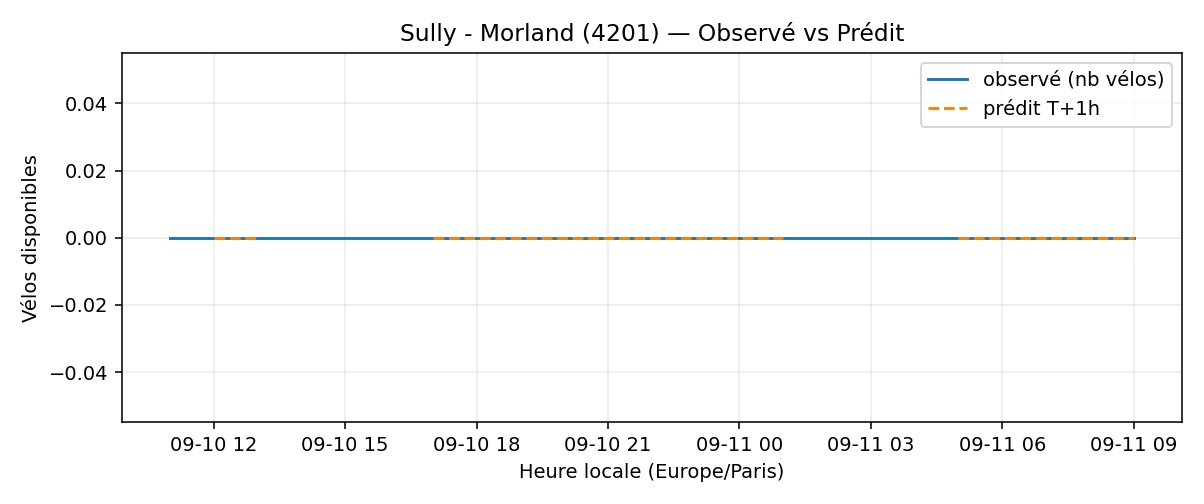 Sully - Morland (4201) — Observé vs Prédit
observé (nb vélos)
prédit T+1h
Vélos disponibles
0.04
0.02
0.00
−0.02
−0.04
09-10 12 09-10 15 09-10 18 09-10 21 09-11 00 09-11 03 09-11 06 09-11 09
Heure locale (Europe/Paris)